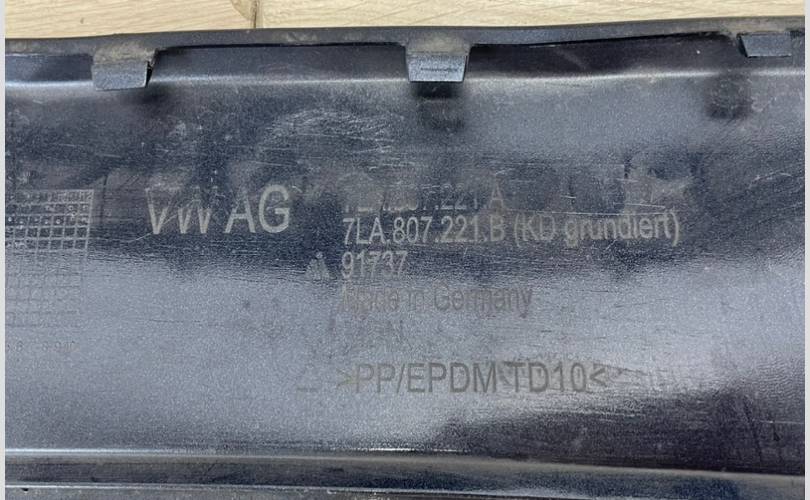 VW AG
7LA.807.221.B (KD grundiert)
91737
Made in Germany
>PP/EPDM TD10<